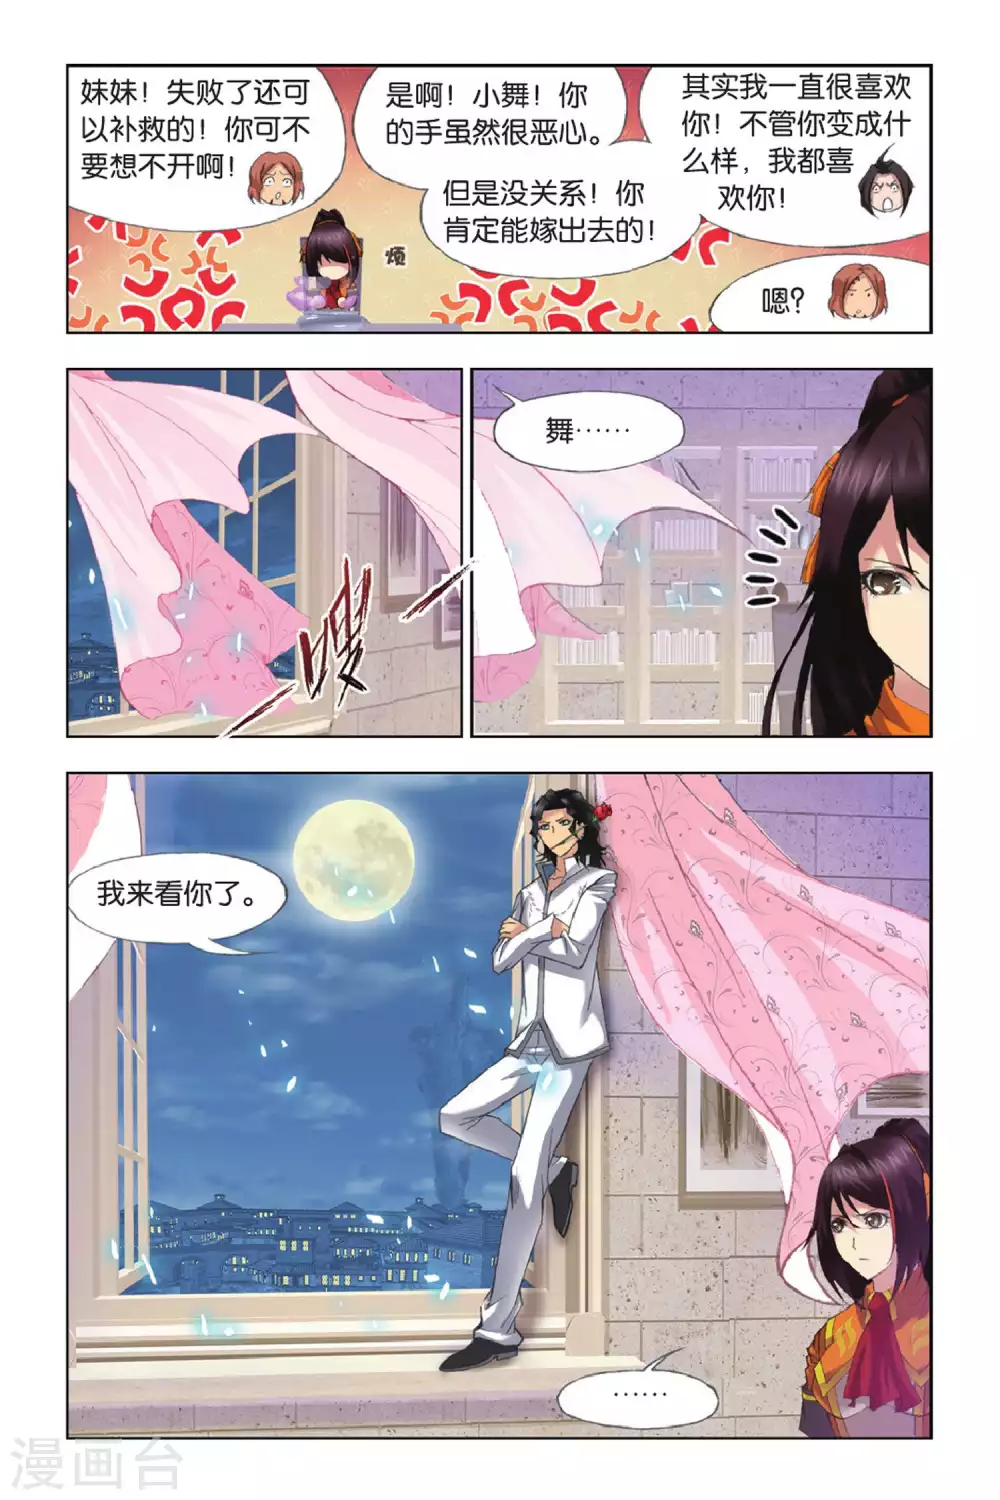 妹妹！失败了还可
以补救的！你可不
要想不开啊！
是啊！小舞！你
的手虽然很恶心。
但是没关系！你
肯定能嫁出去的！
其实我一直很喜欢
你！不管你变成什
么样，我都喜
欢你！
嗯？
烦
嗖
舞……
我来看你了。
……
漫画台